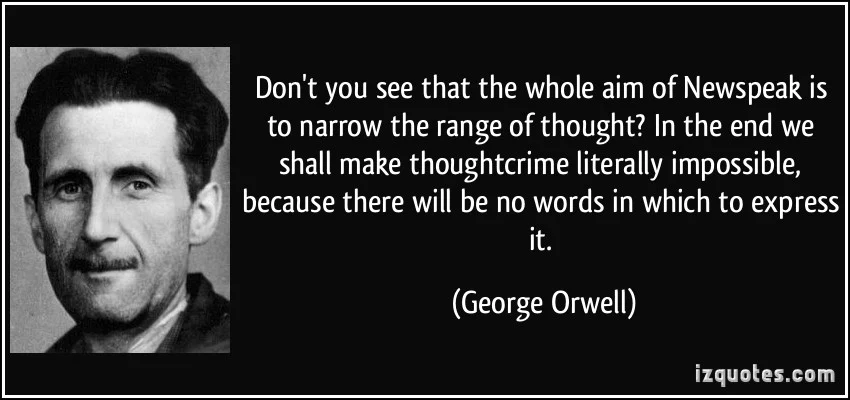 Don't you see that the whole aim of Newspeak is
to narrow the range of thought? In the end we
shall make thoughtcrime literally impossible,
because there will be no words in which to express
it.
(George Orwell)
izquotes.com